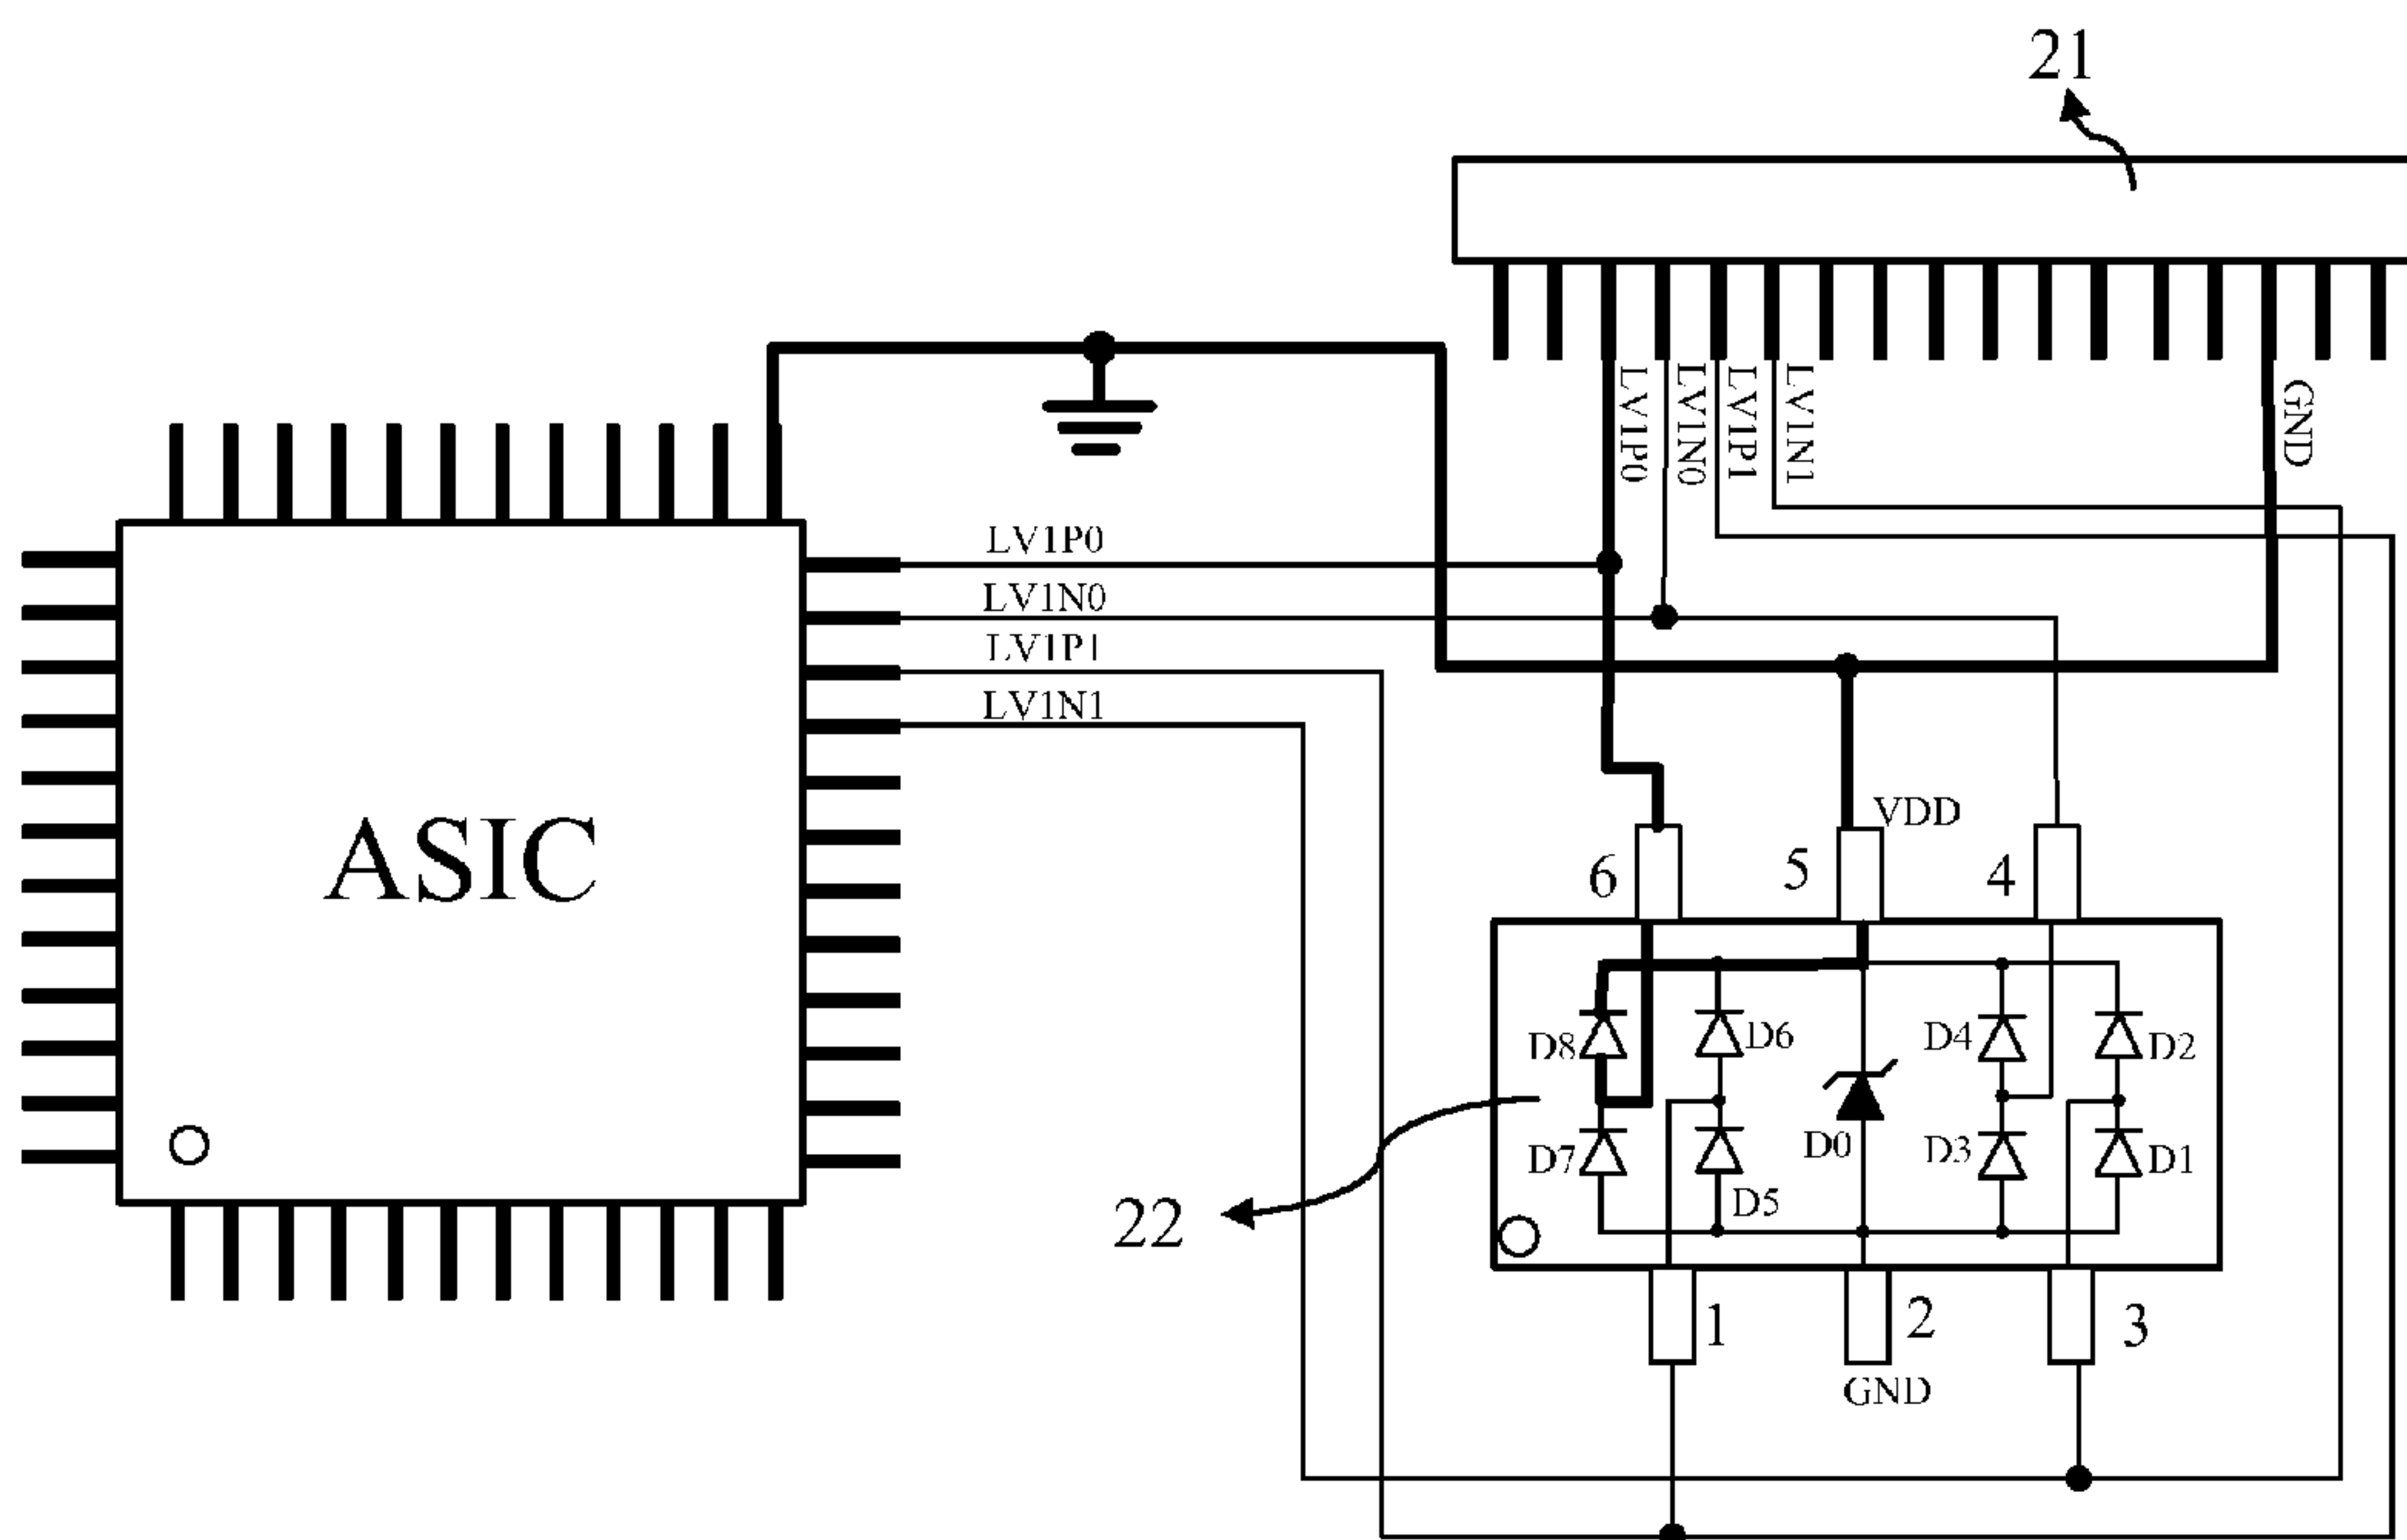 21
LV1P0
LV1N0
LV1P1
LV1N1
GND
LV1P0
LV1N0
LV1P1
LV1N1
ASIC
VDD
6
5
4
D8
D6
D4
D2
D7
D5
D0
D3
D1
22
1
2
3
GND